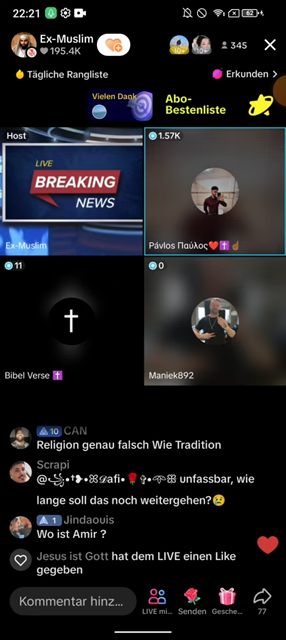 22:21
62
Ex-Muslim
195.4K
345
Tägliche Rangliste
Erkunden >
Vielen Dank
Abo-
Bestenliste
Host
LIVE
BREAKING
NEWS
Ex-Muslim
1.57K
Pávlos Παύλος❤️✝️☝🏽
11
Bibel Verse ✝️
0
Maniek892
10 CAN
Religion genau falsch Wie Tradition
Scrapi
unfassbar, wie
lange soll das noch weitergehen?😢
1 Jindaouis
Wo ist Amir ?
Jesus ist Gott hat dem LIVE einen Like
gegeben
Kommentar hinz...
LIVE mi...
Senden
Gesche...
77